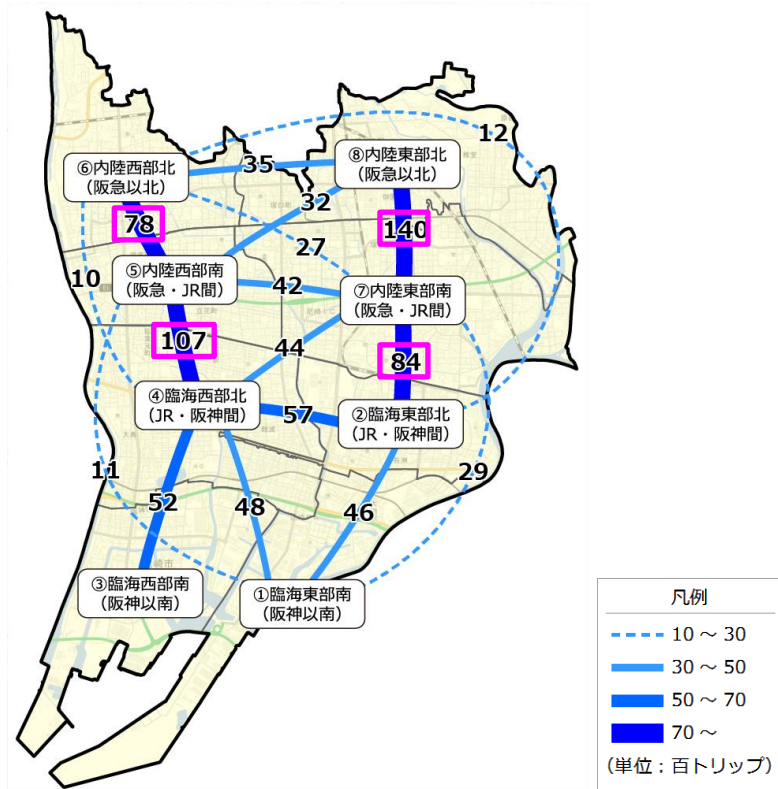 12
⑥内陸西部北
（阪急以北）
35
⑧内陸東部北
（阪急以北）
32
78
140
27
10
⑤内陸西部南
（阪急・JR間）
42
⑦内陸東部南
（阪急・JR間）
107
44
84
④臨海西部北
（JR・阪神間）
57
②臨海東部北
（JR・阪神間）
11
29
52
48
46
③臨海西部南
（阪神以南）
①臨海東部南
（阪神以南）
凡例
10 ～ 30
30 ～ 50
50 ～ 70
70 ～
（単位：百トリップ）